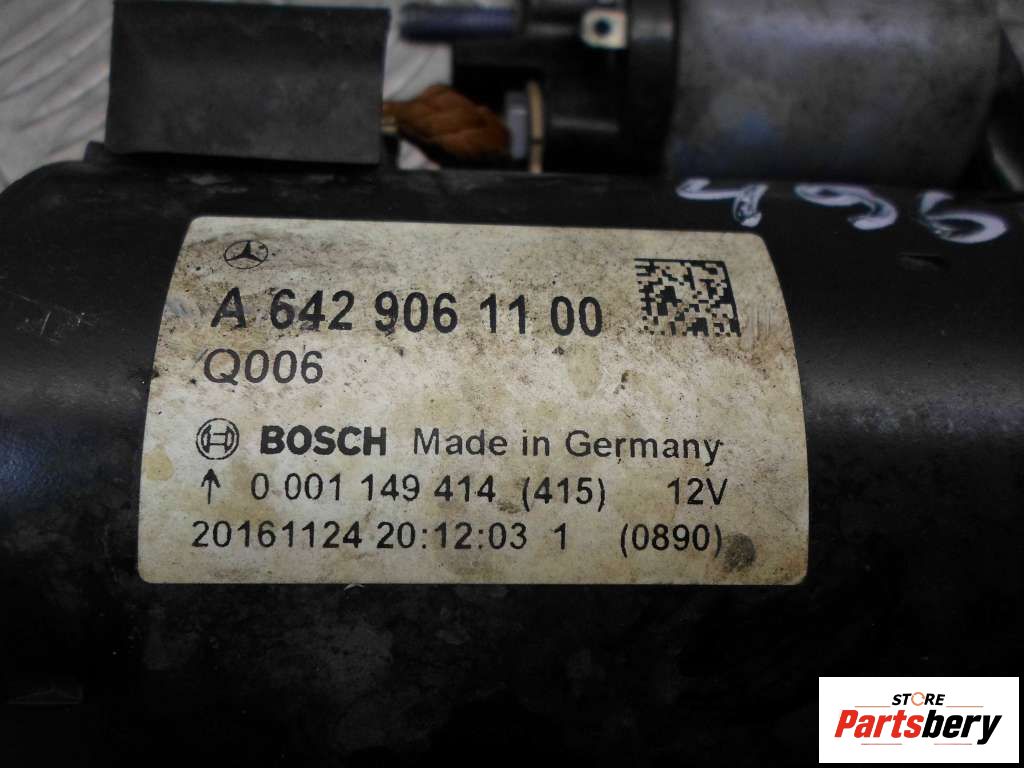 496
A 642 906 11 00
Q006
BOSCH Made in Germany
↑ 0 001 149 414 (415) 12V
20161124 20:12:03 1 (0890)
STORE
Partsbery